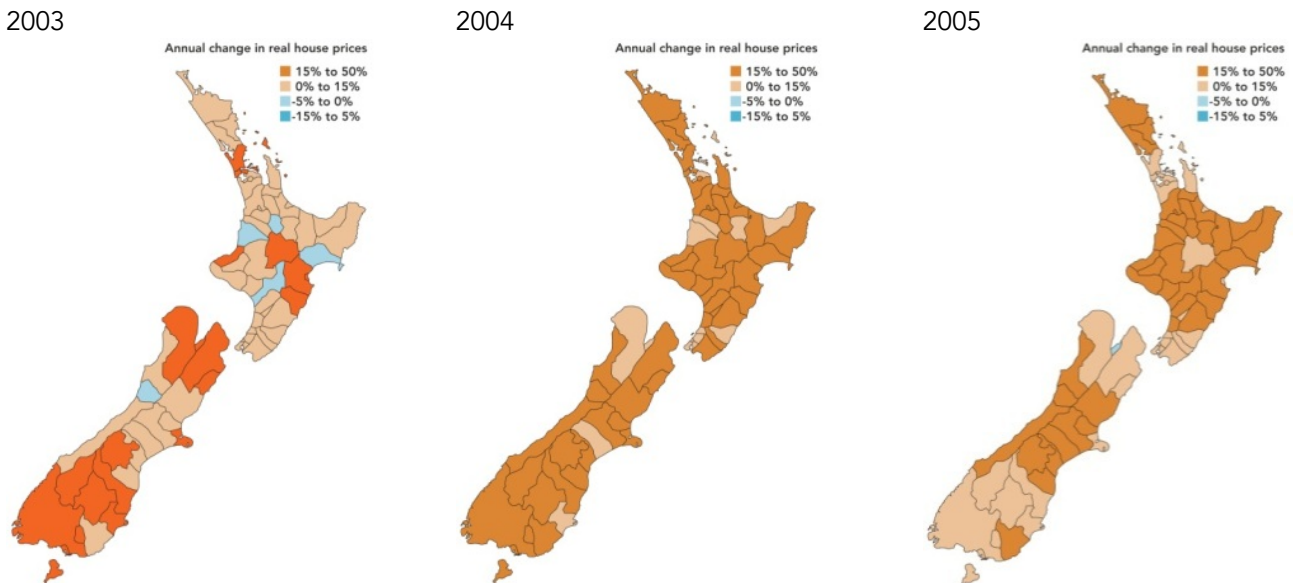 2003
Annual change in real house prices
15% to 50%
0% to 15%
-5% to 0%
-15% to 5%
2004
Annual change in real house prices
15% to 50%
0% to 15%
-5% to 0%
-15% to 5%
2005
Annual change in real house prices
15% to 50%
0% to 15%
-5% to 0%
-15% to 5%